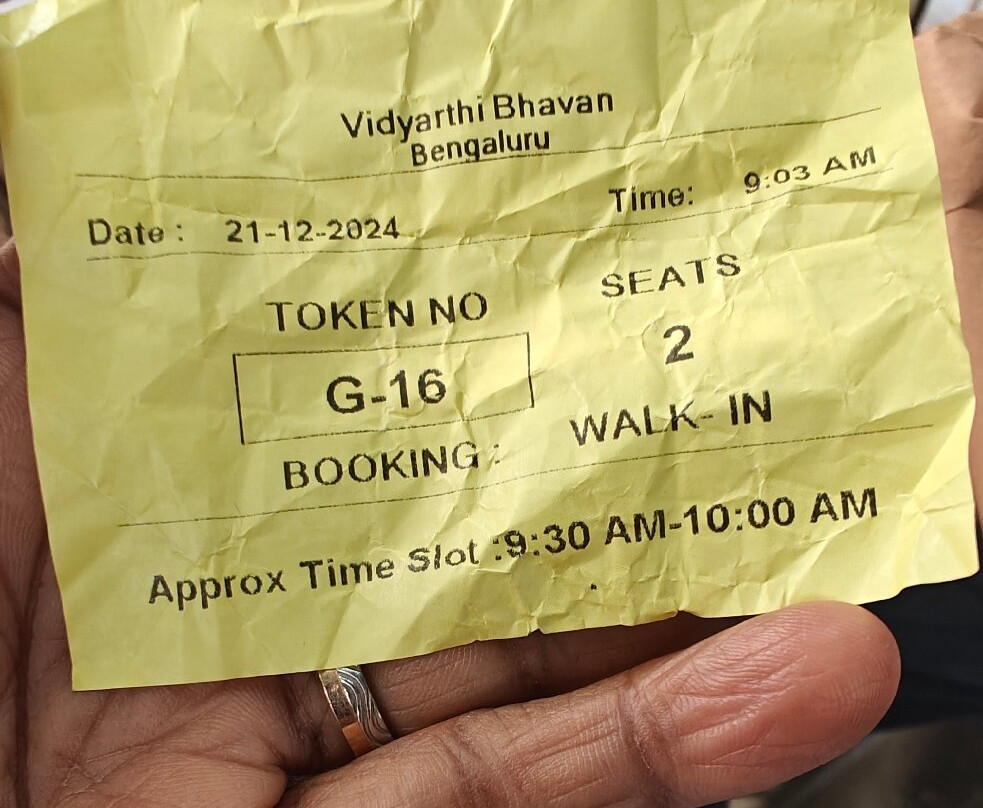 Vidyarthi Bhavan
Bengaluru
Date : 21-12-2024 Time: 9:03 AM
TOKEN NO SEATS
G-16 2
BOOKING : WALK- IN
Approx Time Slot :9:30 AM-10:00 AM